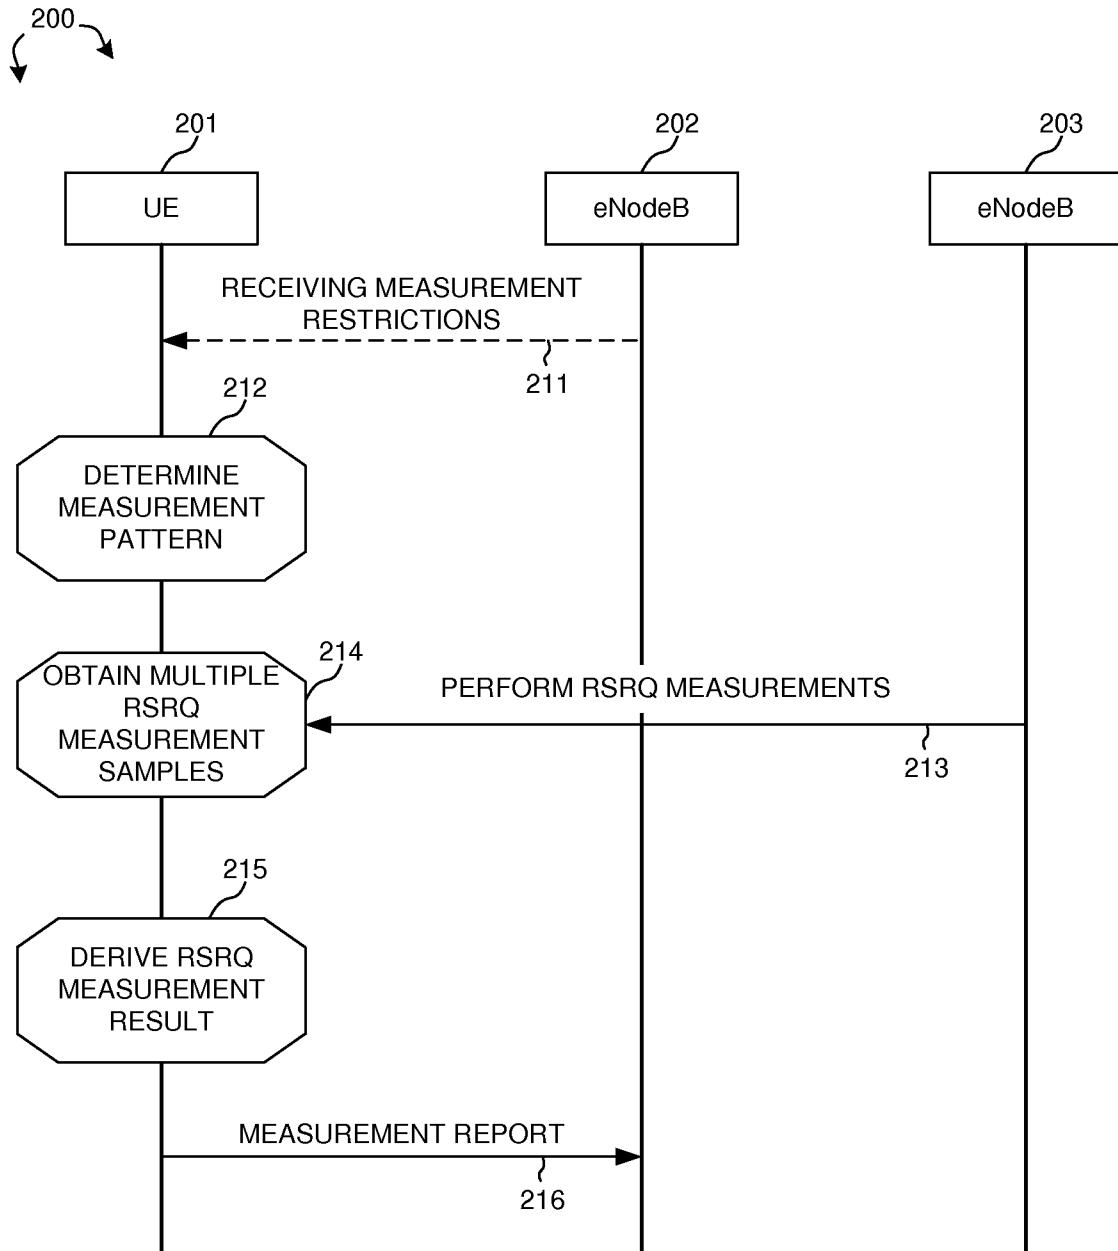 200
201
202
203
UE
eNodeB
eNodeB
RECEIVING MEASUREMENT
RESTRICTIONS
211
212
DETERMINE
MEASUREMENT
PATTERN
214
OBTAIN MULTIPLE
RSRQ
MEASUREMENT
SAMPLES
PERFORM RSRQ MEASUREMENTS
213
215
DERIVE RSRQ
MEASUREMENT
RESULT
MEASUREMENT REPORT
216